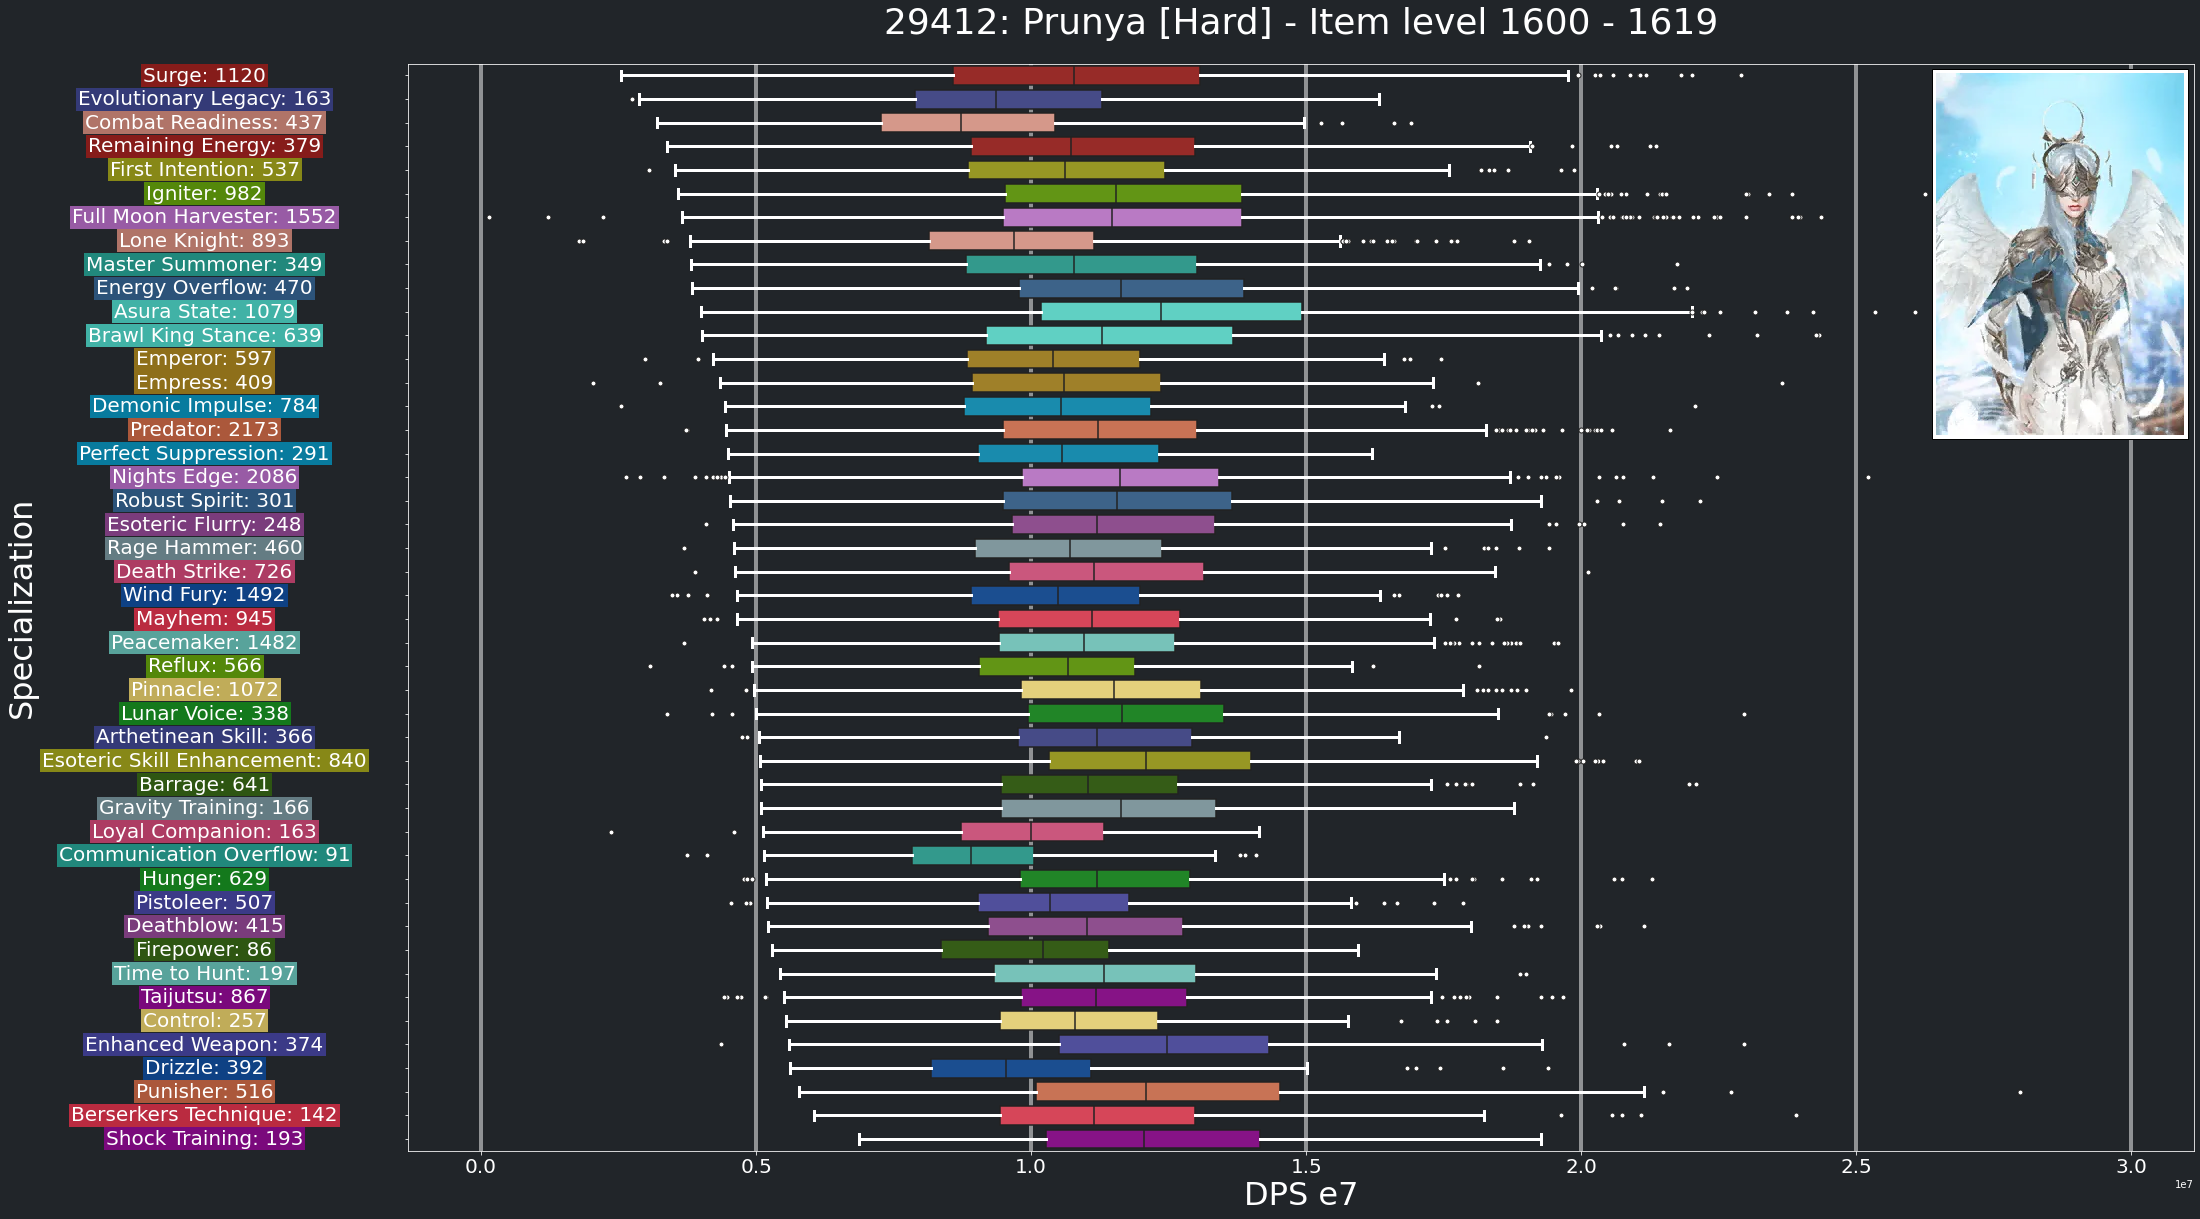 29412: Prunya [Hard] - Item level 1600 - 1619
Surge: 1120
Evolutionary Legacy: 163
Combat Readiness: 437
Remaining Energy: 379
First Intention: 537
Igniter: 982
Full Moon Harvester: 1552
Lone Knight: 893
Master Summoner: 349
Energy Overflow: 470
Asura State: 1079
Brawl King Stance: 639
Emperor: 597
Empress: 409
Demonic Impulse: 784
Predator: 2173
Perfect Suppression: 291
Nights Edge: 2086
Robust Spirit: 301
Esoteric Flurry: 248
Rage Hammer: 460
Death Strike: 726
Wind Fury: 1492
Mayhem: 945
Peacemaker: 1482
Reflux: 566
Pinnacle: 1072
Lunar Voice: 338
Arthetinean Skill: 366
Esoteric Skill Enhancement: 840
Barrage: 641
Gravity Training: 166
Loyal Companion: 163
Communication Overflow: 91
Hunger: 629
Pistoleer: 507
Deathblow: 415
Firepower: 86
Time to Hunt: 197
Taijutsu: 867
Control: 257
Enhanced Weapon: 374
Drizzle: 392
Punisher: 516
Berserkers Technique: 142
Shock Training: 193
Specialization
0.0 0.5 1.0 1.5 2.0 2.5 3.0
1e7
DPS e7